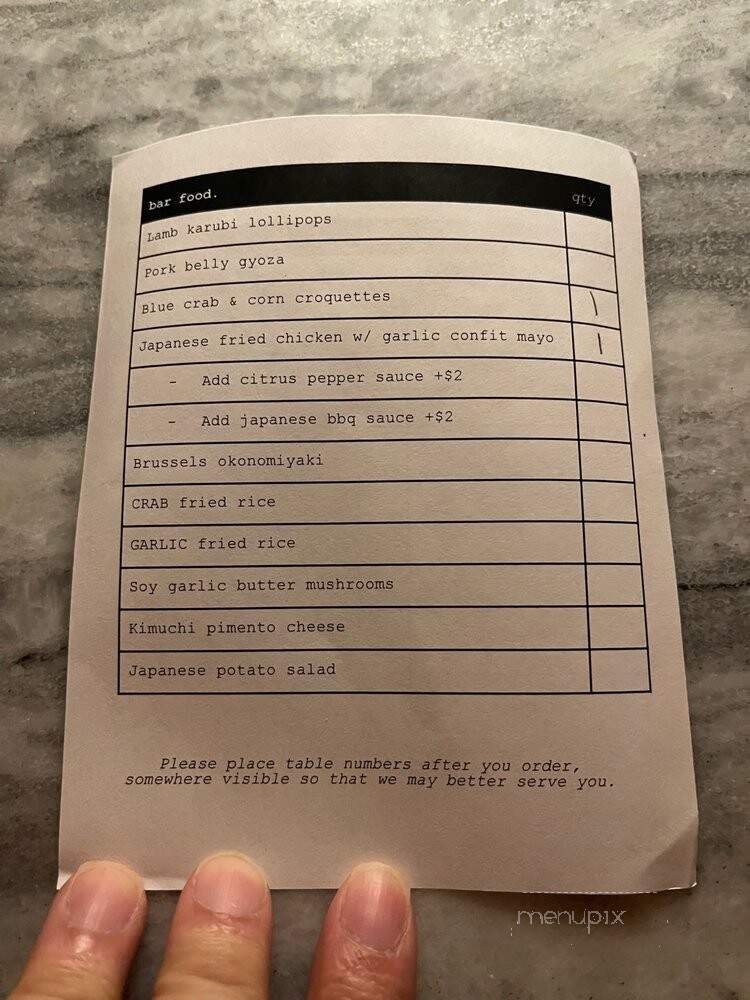 bar food. qty
Lamb karubi lollipops
Pork belly gyoza
Blue crab & corn croquettes \
Japanese fried chicken w/ garlic confit mayo |
- Add citrus pepper sauce +$2
- Add japanese bbq sauce +$2
Brussels okonomiyaki
CRAB fried rice
GARLIC fried rice
Soy garlic butter mushrooms
Kimuchi pimento cheese
Japanese potato salad
Please place table numbers after you order,
somewhere visible so that we may better serve you.
menupix